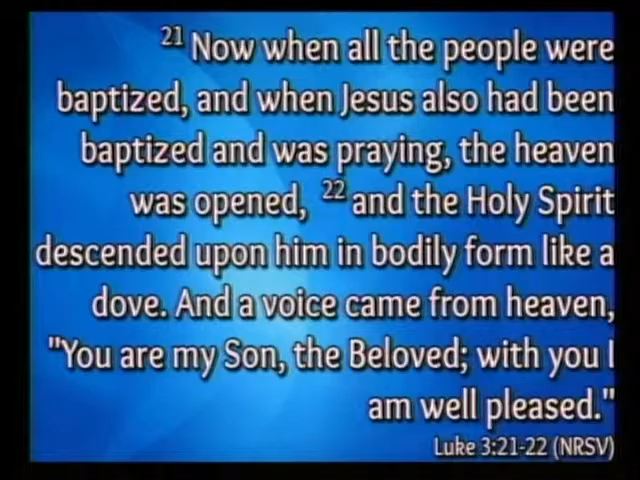 21 Now when all the people were
baptized, and when Jesus also had been
baptized and was praying, the heaven
was opened, 22 and the Holy Spirit
descended upon him in bodily form like a
dove. And a voice came from heaven,
"You are my Son, the Beloved; with you I
am well pleased."
Luke 3:21-22 (NRSV)